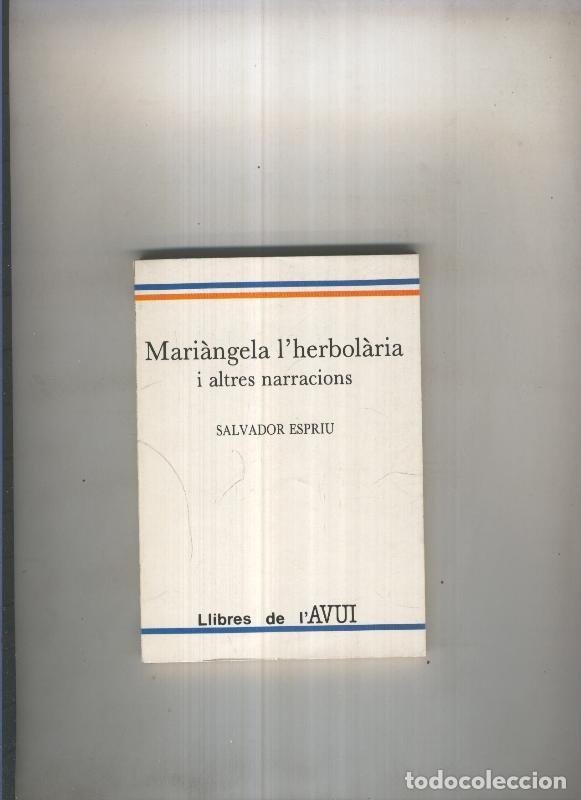 Mariàngela l'herbolària
i altres narracions
SALVADOR ESPRIU
Llibres de l'AVUI
todocoleccion